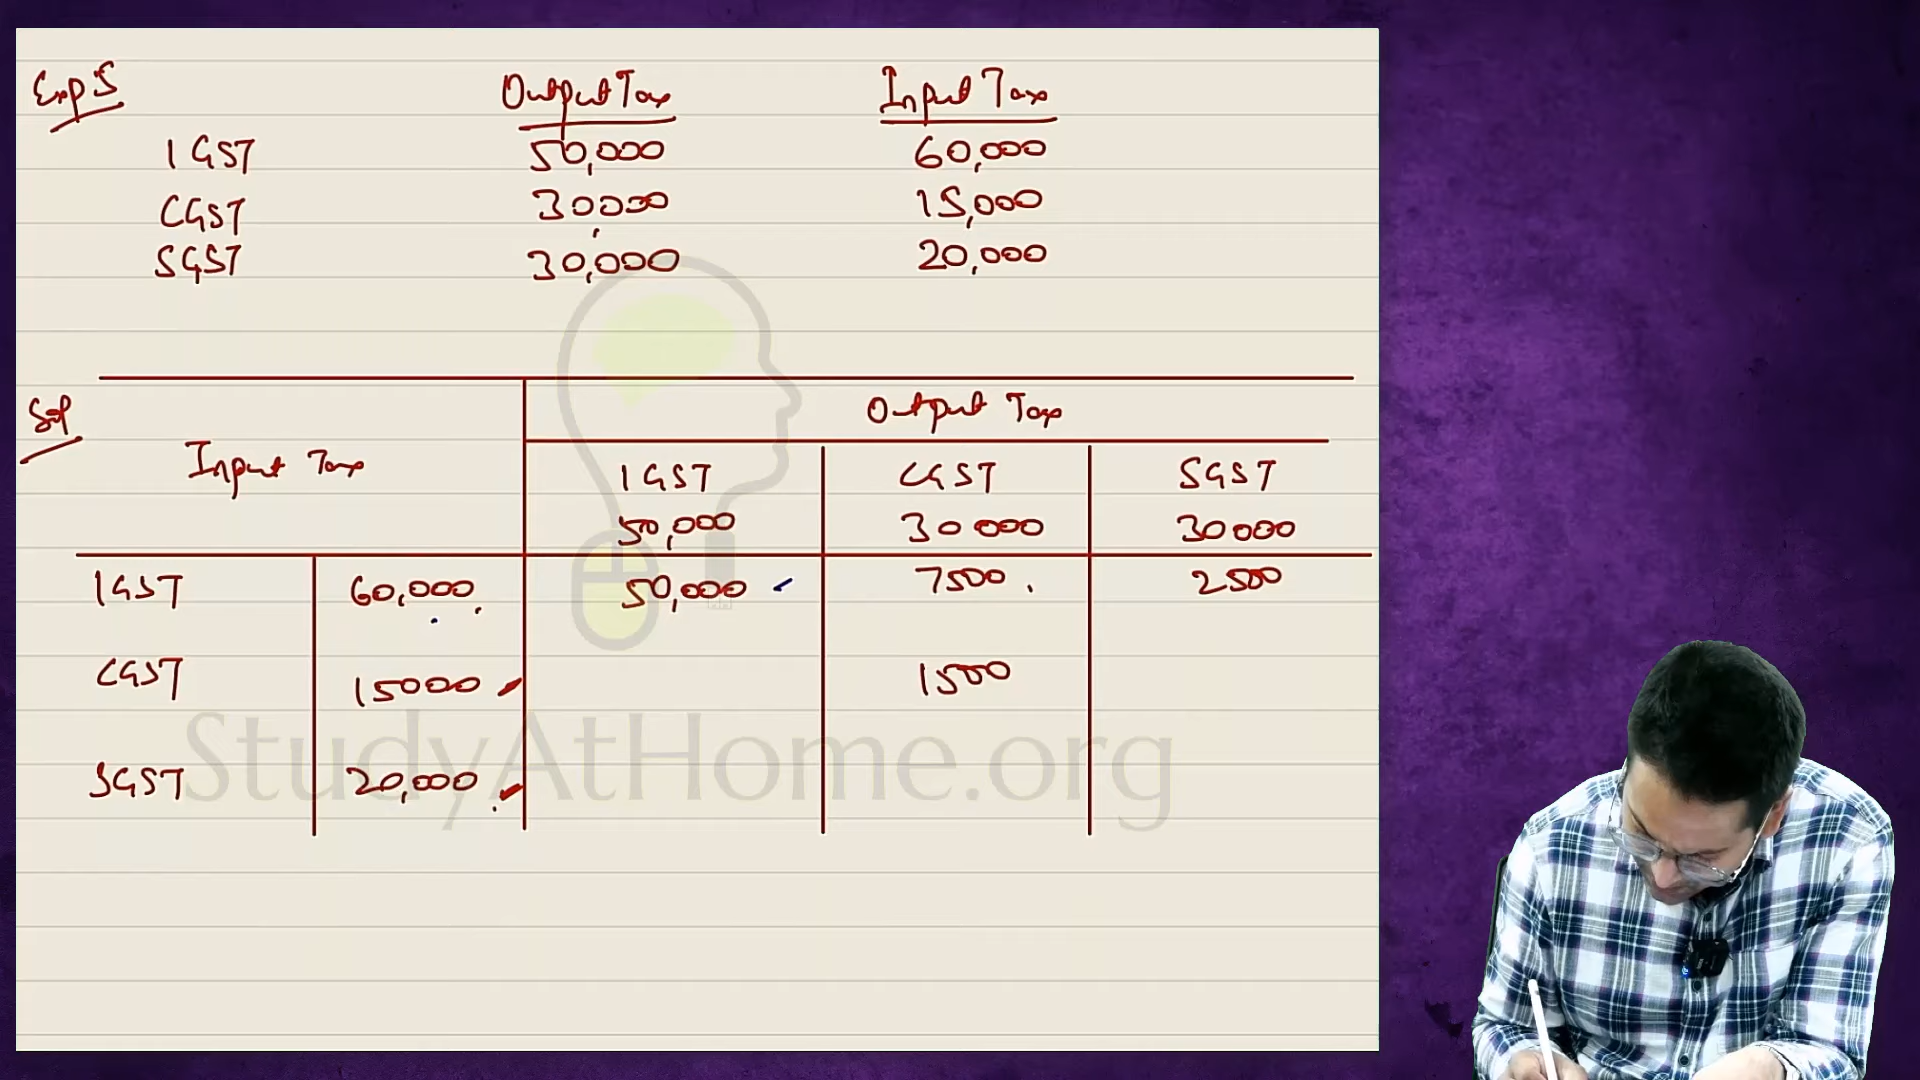 Exp 5 Output Tax Input Tax
IGST 50,000 60,000
CGST 30,000 15,000
SGST 30,000 20,000
Sol Input Tax Output Tax
IGST CGST SGST
50,000 30000 30000
IGST 60,000 50,000 7500 2500
CGST 15000 1500
SGST 20,000
StudyAtHome.org